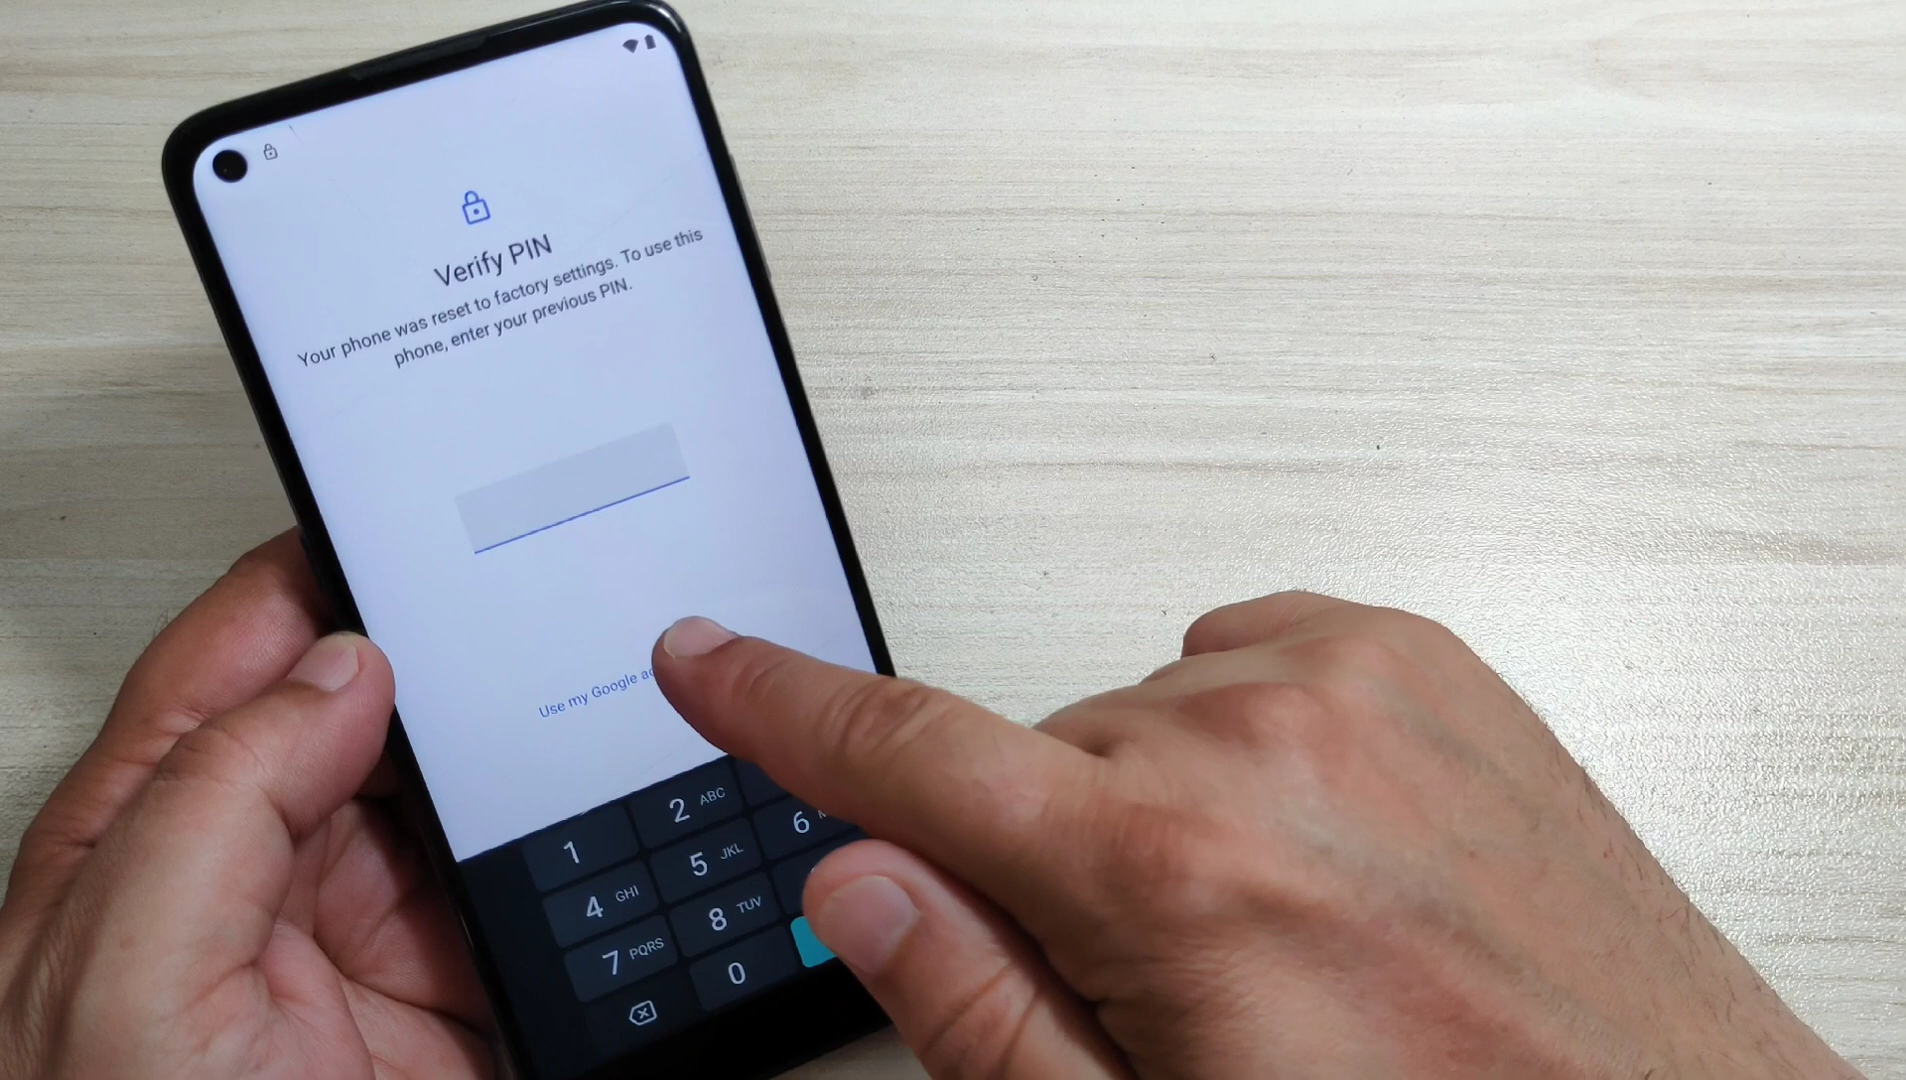 Verify PIN
Your phone was reset to factory settings. To use this
phone, enter your previous PIN.
Use my Google
1
2 ABC
4 GHI
5 JKL
6
7 PQRS
8 TUV
0